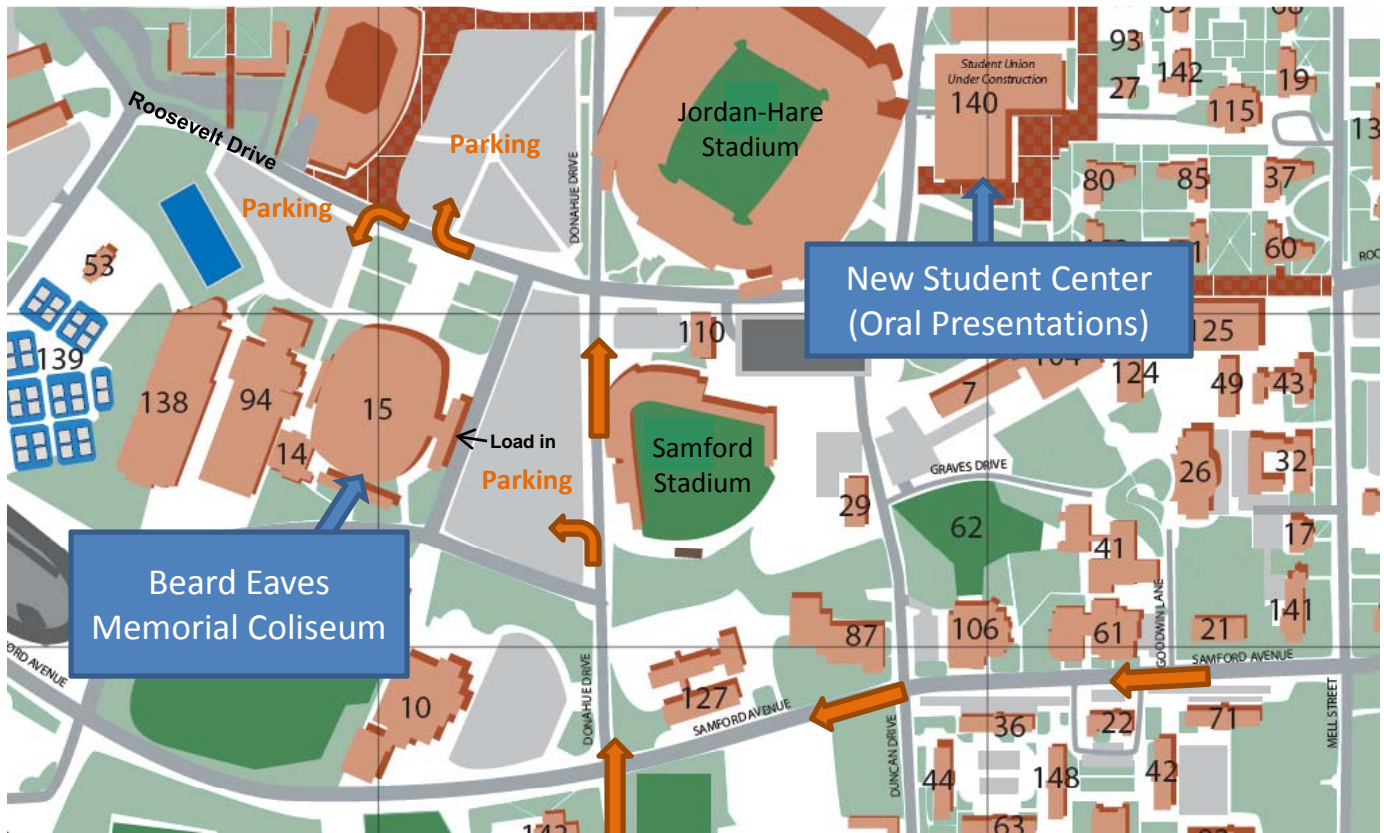 89
68
93
142
19
27
115
Student Union
Under Construction
140
Jordan-Hare
Stadium
Roosevelt Drive
Parking
Parking
DONAHUE DRIVE
80
85
37
60
53
New Student Center
(Oral Presentations)
110
125
139
138
94
15
14
7
124
49
43
Load in
Parking
Samford
Stadium
GRAVES DRIVE
26
32
29
62
41
17
Beard Eaves
Memorial Coliseum
87
106
61
GOODWIN LANE
21
141
SAMFORD AVENUE
10
DONAHUE DRIVE
127
SAMFORD AVENUE
DUNCAN DRIVE
36
22
71
MELL STREET
44
148
42
63